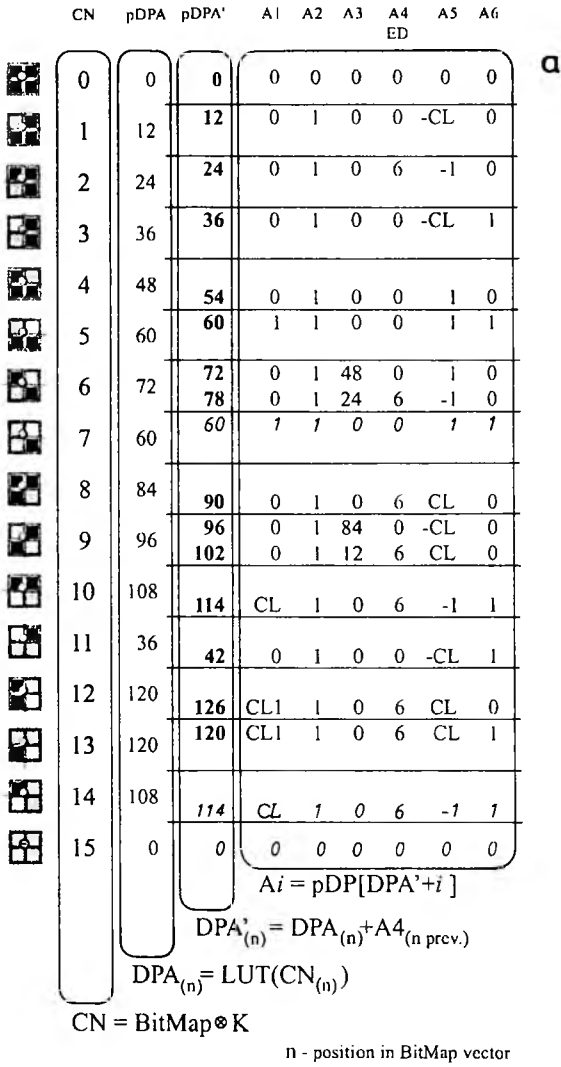 CN pDPA pDPA' A1 A2 A3 A4 A5 A6
ED
a
0 0 0 0 0 0 0 0 0
1 12 12 0 1 0 0 -CL 0
2 24 24 0 1 0 6 -1 0
3 36 36 0 1 0 0 -CL 1
4 48 54 0 1 0 0 1 0
5 60 60 1 1 0 0 1 1
6 72 72 0 1 48 0 1 0
78 0 1 24 6 -1 0
7 60 60 1 1 0 0 1 1
8 84 90 0 1 0 6 CL 0
9 96 96 0 1 84 0 -CL 0
102 0 1 12 6 CL 0
10 108 114 CL 1 0 6 -1 1
11 36 42 0 1 0 0 -CL 1
12 120 126 CL1 1 0 6 CL 0
13 120 120 CL1 1 0 6 CL 1
14 108 114 CL 1 0 6 -1 1
15 0 0 0 0 0 0 0 0
Ai = pDP[DPA'+i ]
DPA'(n) = DPA(n)+A4(n prev.)
DPA(n)= LUT(CN(n))
CN = BitMap⊗K
n - position in BitMap vector